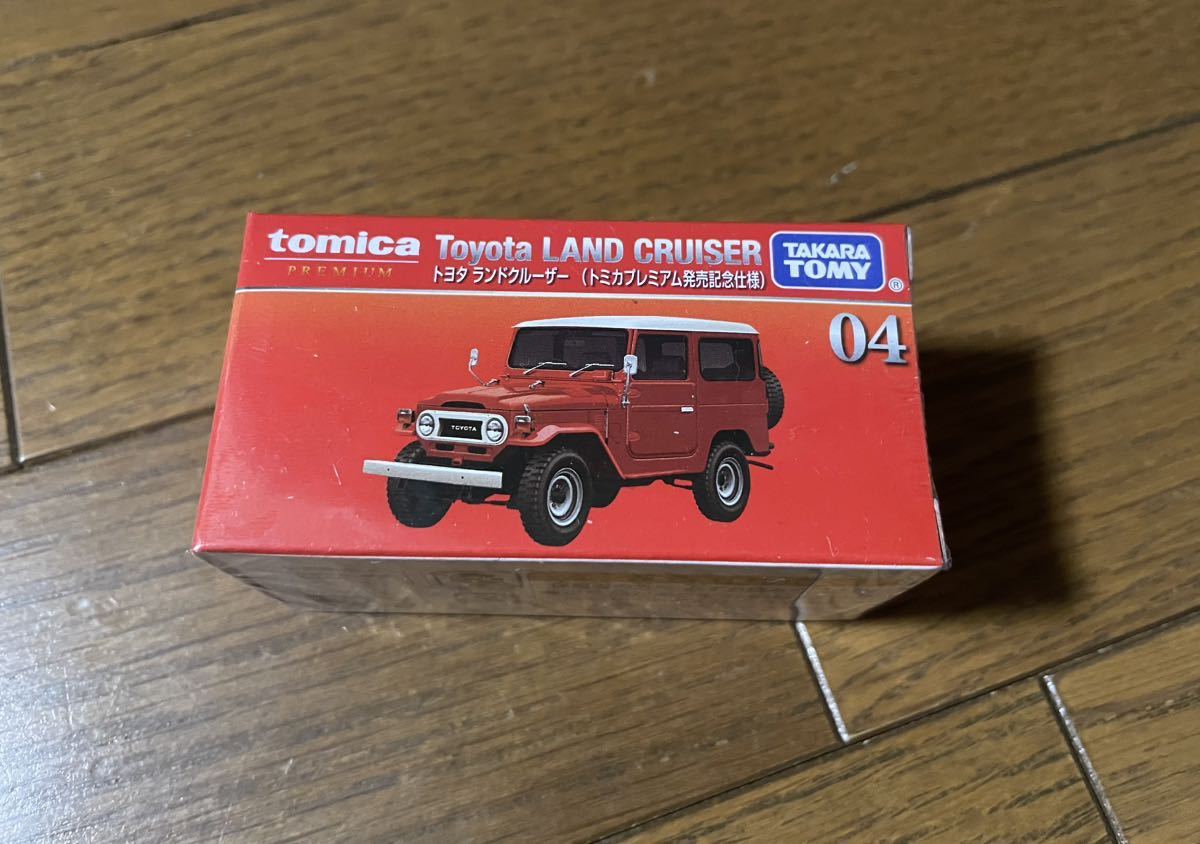 tomica
PREMIUM
Toyota LAND CRUISER
トヨタ ランドクルーザー (トミカプレミアム発売記念仕様)
TAKARA
TOMY
®
04
TOYOTA